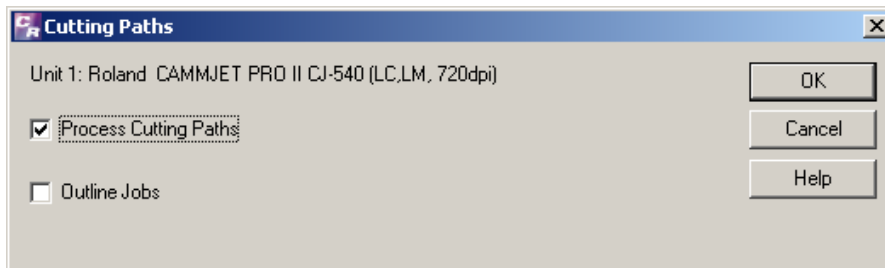 CR Cutting Paths
Unit 1: Roland CAMMJET PRO II CJ-540 (LC,LM, 720dpi)
OK
Process Cutting Paths
Cancel
Help
Outline Jobs